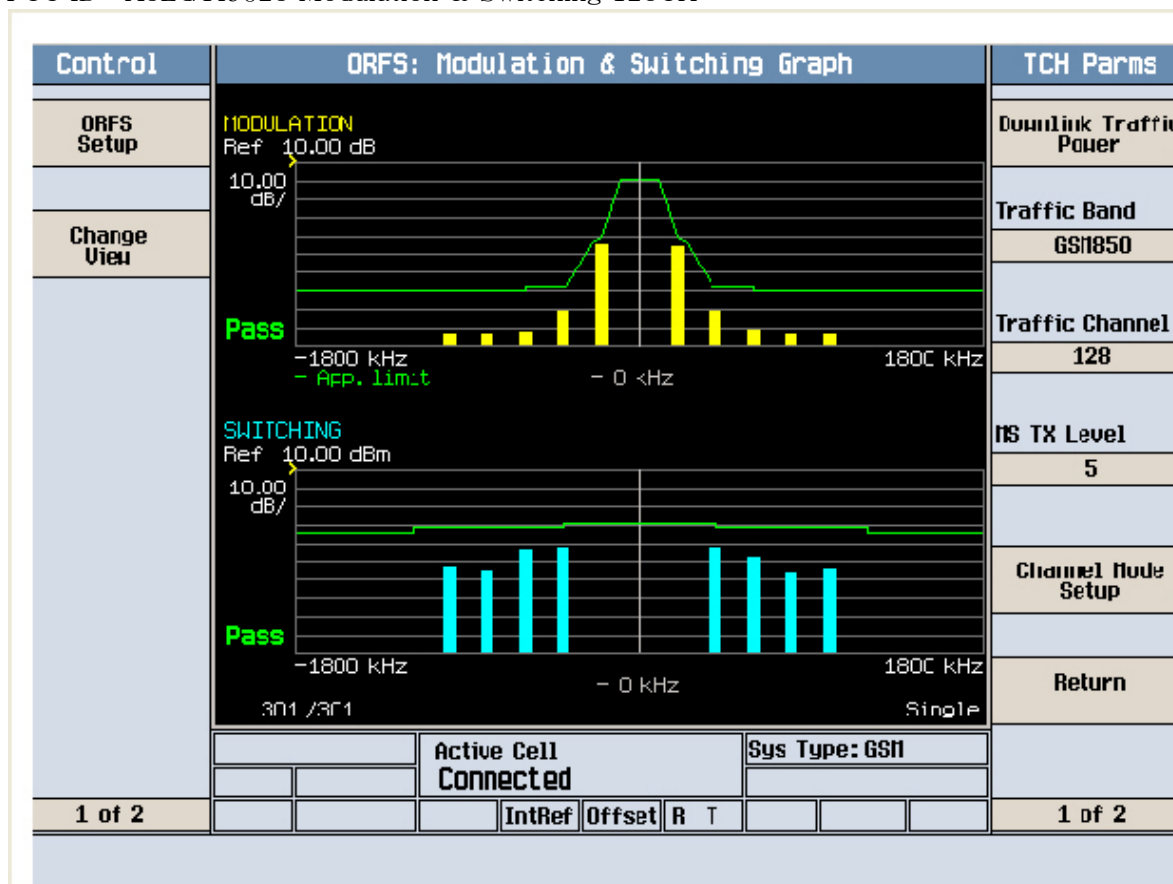 Modulation & Switching
Control
ORFS: Modulation & Switching Graph
TCH Parms
ORFS
Setup
Change
View
1 of 2
MODULATION
Ref 10.00 dB
10.00
dB/
Pass
-1800 kHz
1800 kHz
- App. limit
- 0 kHz
SWITCHING
Ref 10.00 dBm
10.00
dB/
Pass
-1800 kHz
1800 kHz
- 0 kHz
301 /301
Single
Active Cell
Connected
Sys Type: GSM
IntRef
Offset
R T
Downlink Traffic
Power
Traffic Band
GSM850
Traffic Channel
128
MS TX Level
5
Channel Mode
Setup
Return
1 of 2